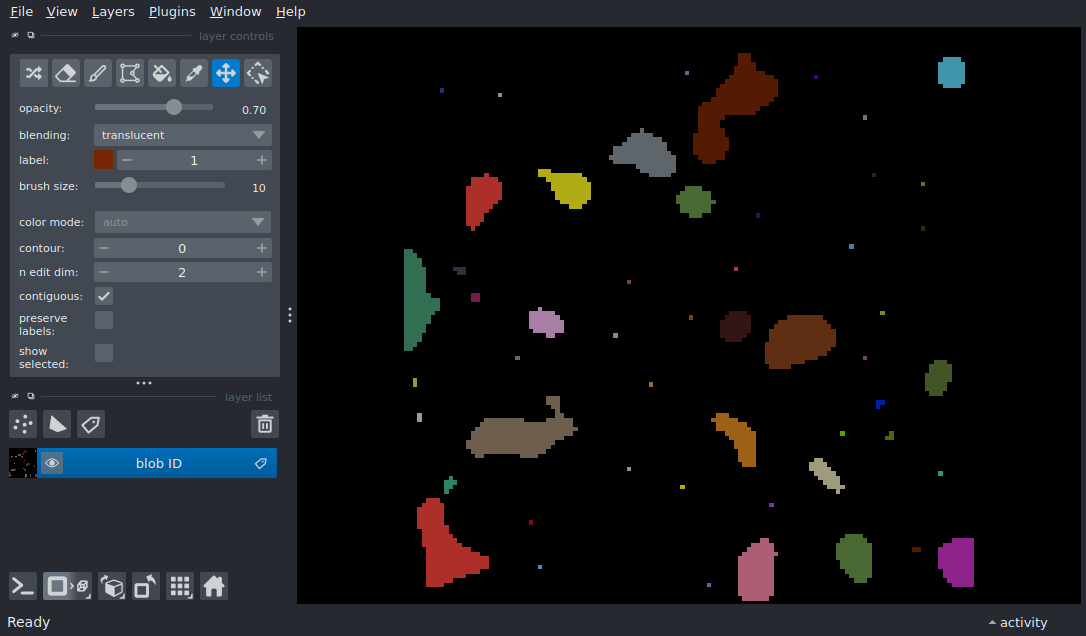 File View Layers Plugins Window Help
layer controls
opacity: 0.70
blending: translucent
label: 1
brush size: 10
color mode: auto
contour: 0
n edit dim: 2
contiguous:
preserve
labels:
show
selected:
layer list
blob ID
Ready
activity